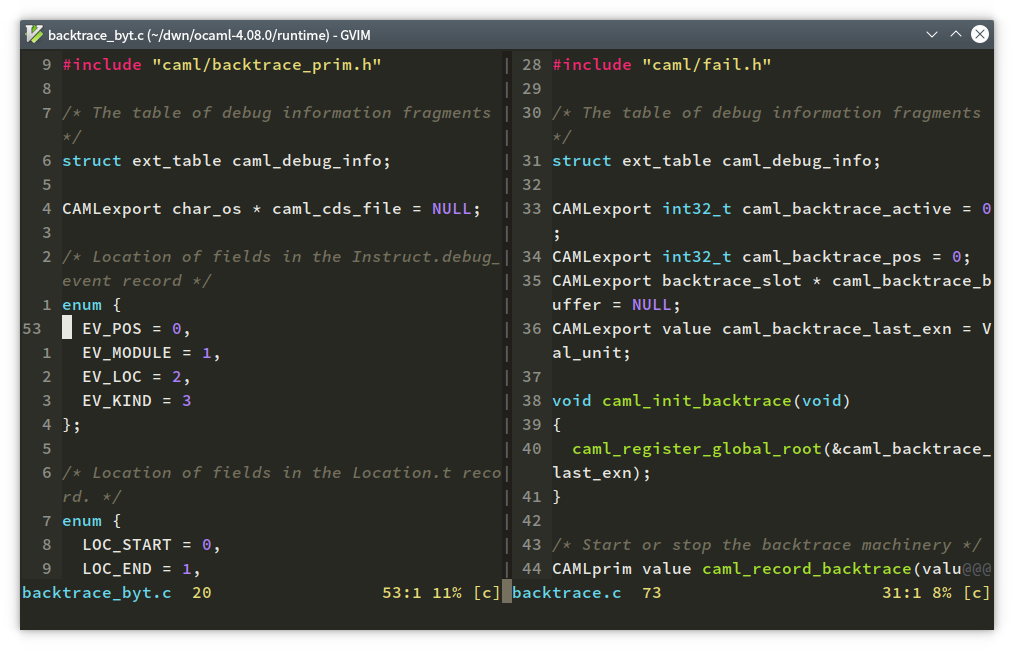 backtrace_byt.c (~/dwn/ocaml-4.08.0/runtime) - GVIM
9 #include "caml/backtrace_prim.h"
8
7 /* The table of debug information fragments
*/
6 struct ext_table caml_debug_info;
5
4 CAMLexport char_os * caml_cds_file = NULL;
3
2 /* Location of fields in the Instruct.debug_
event record */
1 enum {
53 EV_POS = 0,
1 EV_MODULE = 1,
2 EV_LOC = 2,
3 EV_KIND = 3
4 };
5
6 /* Location of fields in the Location.t reco
rd. */
7 enum {
8 LOC_START = 0,
9 LOC_END = 1,
backtrace_byt.c 20 53:1 11% [c]
28 #include "caml/fail.h"
29
30 /* The table of debug information fragments
*/
31 struct ext_table caml_debug_info;
32
33 CAMLexport int32_t caml_backtrace_active = 0
;
34 CAMLexport int32_t caml_backtrace_pos = 0;
35 CAMLexport backtrace_slot * caml_backtrace_b
uffer = NULL;
36 CAMLexport value caml_backtrace_last_exn = V
al_unit;
37
38 void caml_init_backtrace(void)
39 {
40 caml_register_global_root(&caml_backtrace_
last_exn);
41 }
42
43 /* Start or stop the backtrace machinery */
44 CAMLprim value caml_record_backtrace(valu@@@
backtrace.c 73 31:1 8% [c]